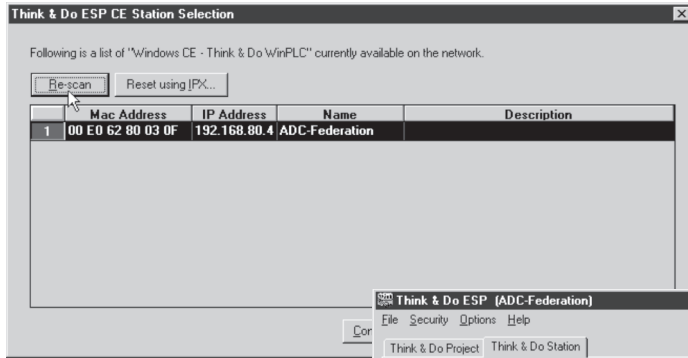 Think & Do ESP CE Station Selection
Following is a list of "Windows CE - Think & Do WinPLC" currently available on the network.
Re-scan Reset using IPX...
Mac Address IP Address Name Description
1 00 E0 62 80 03 0F 192.168.80.4 ADC-Federation
Think & Do ESP (ADC-Federation)
File Security Options Help
Think & Do Project Think & Do Station